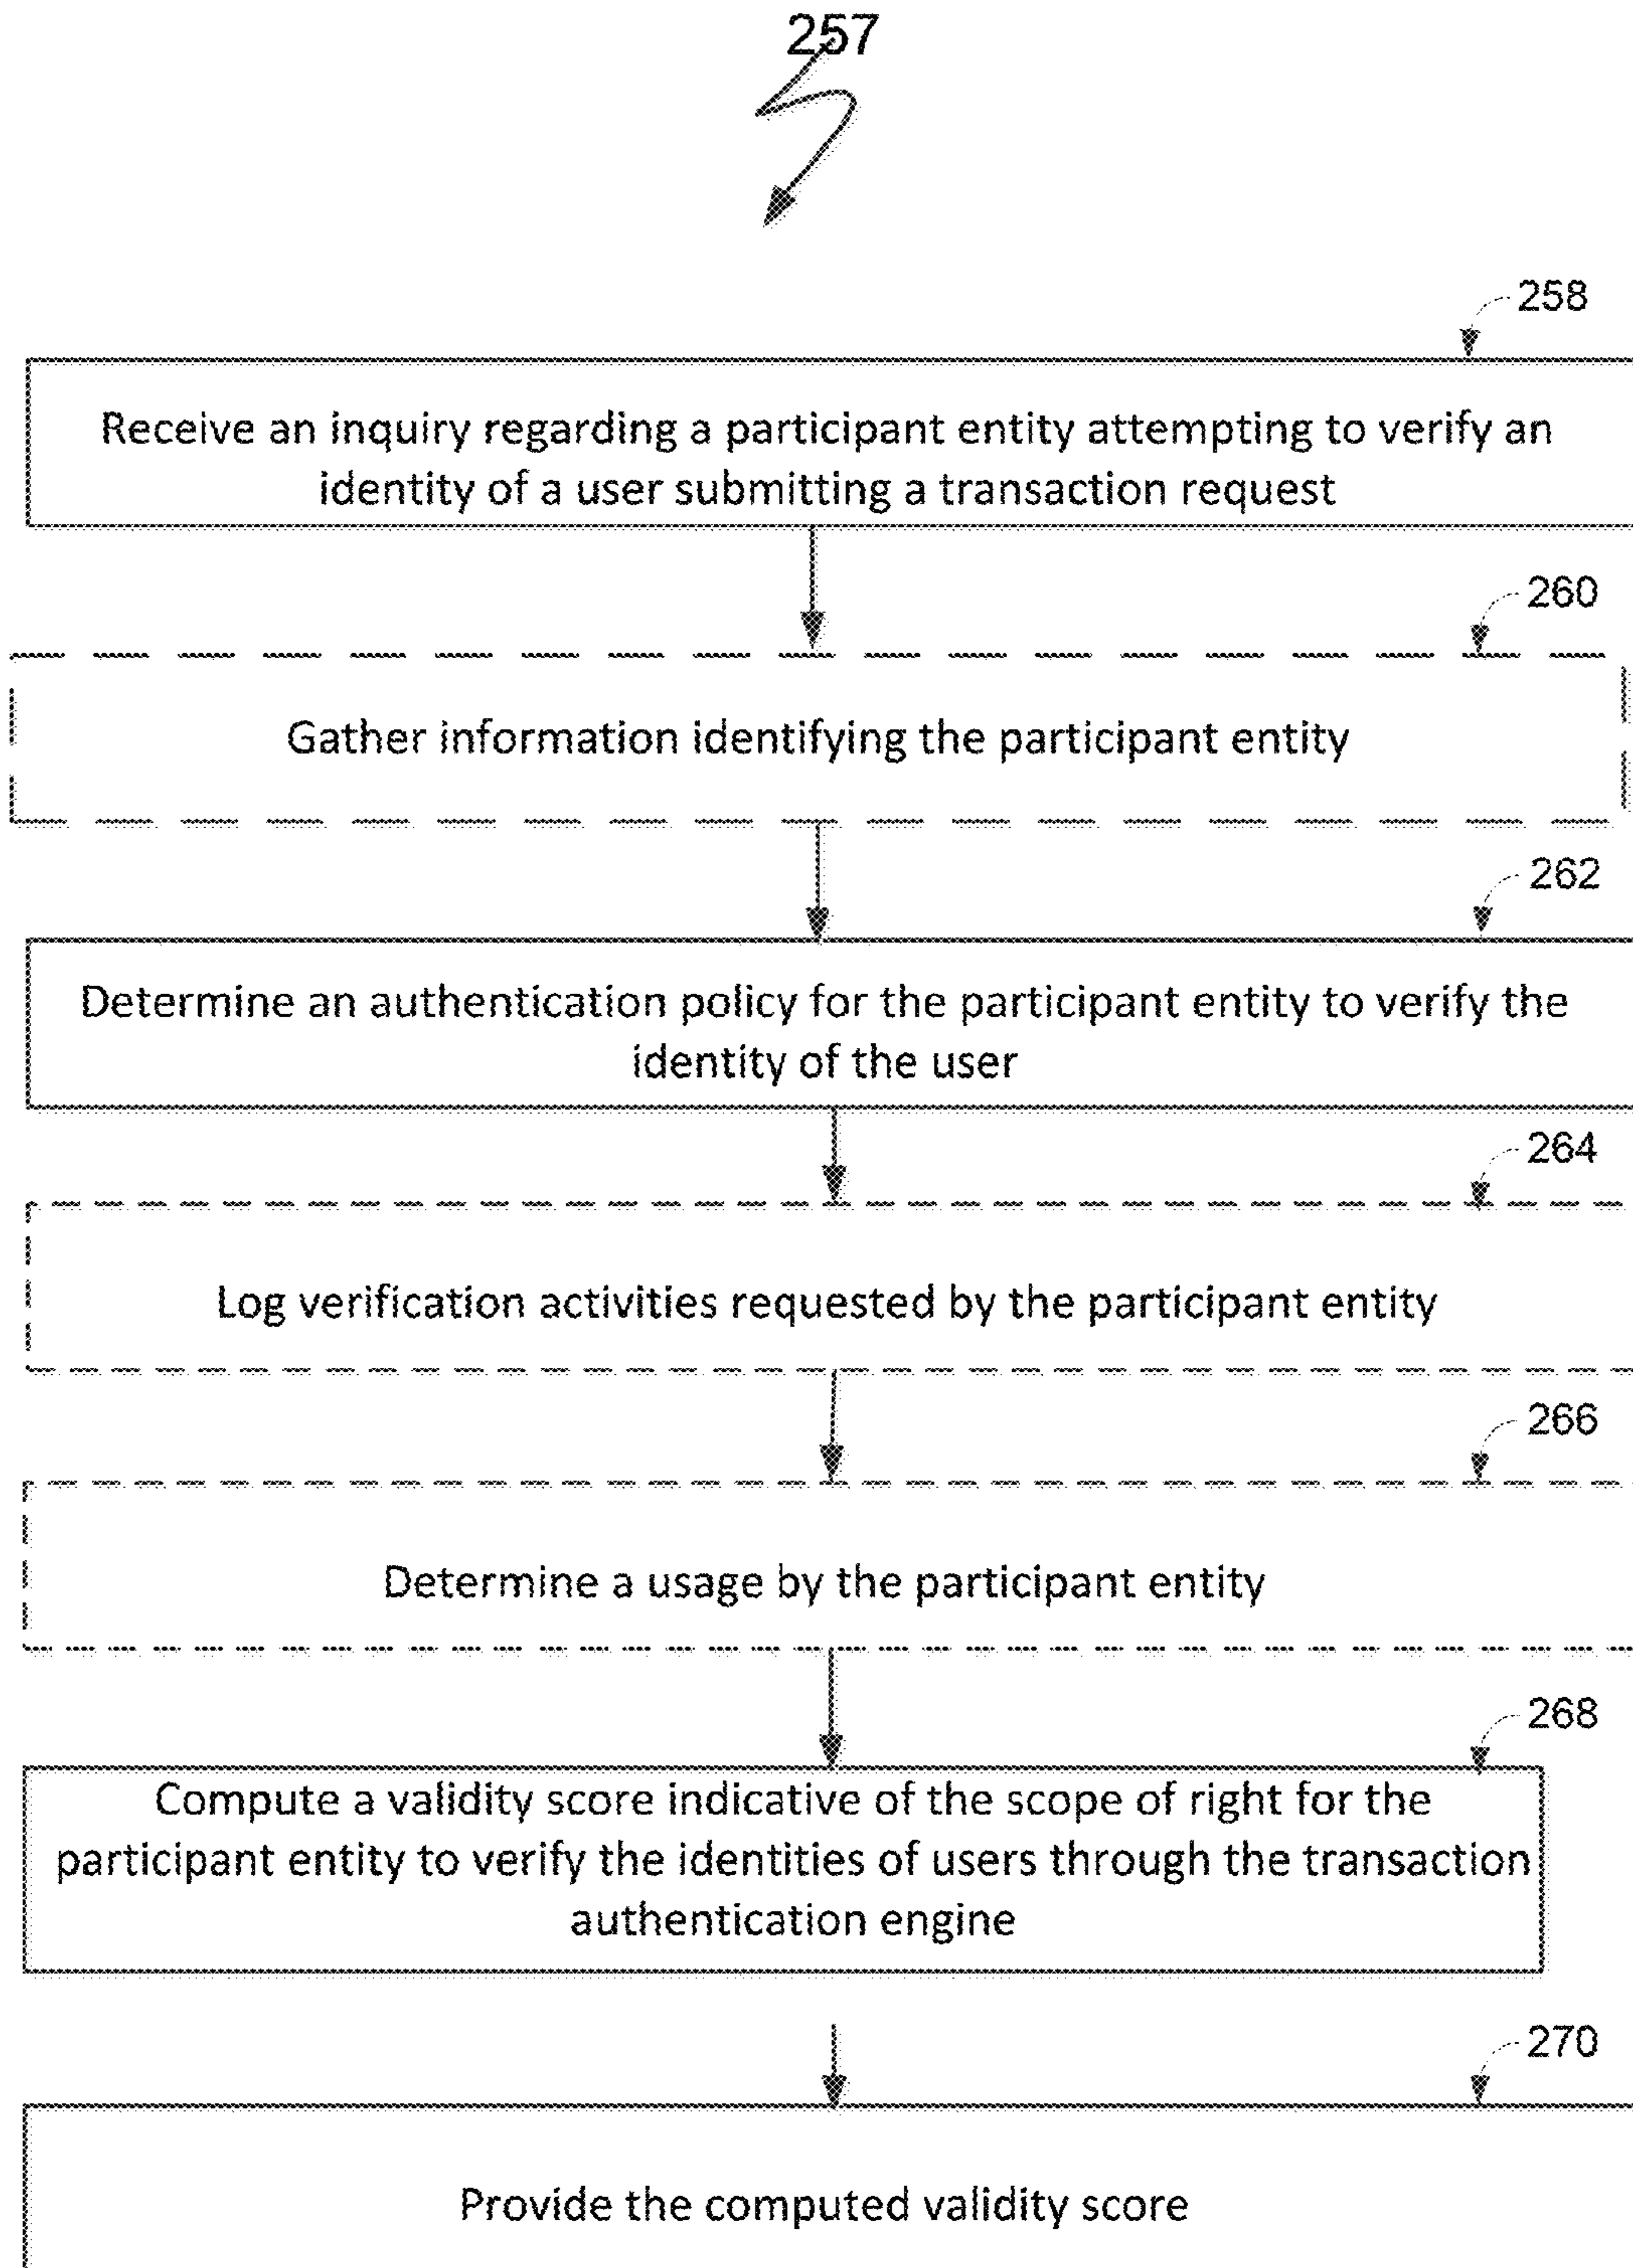 257
258
Receive an inquiry regarding a participant entity attempting to verify an
identity of a user submitting a transaction request
260
Gather information identifying the participant entity
262
Determine an authentication policy for the participant entity to verify the
identity of the user
264
Log verification activities requested by the participant entity
266
Determine a usage by the participant entity
268
Compute a validity score indicative of the scope of right for the
participant entity to verify the identities of users through the transaction
authentication engine
270
Provide the computed validity score